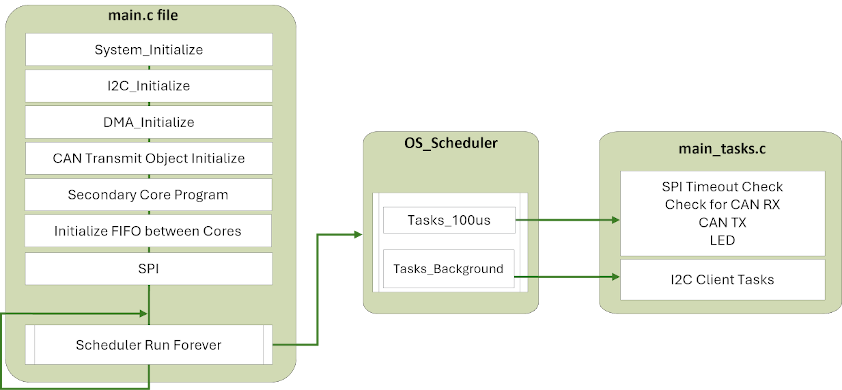 main.c file
System_Initialize
I2C_Initialize
DMA_Initialize
CAN Transmit Object Initialize
Secondary Core Program
Initialize FIFO between Cores
SPI
Scheduler Run Forever
OS_Scheduler
Tasks_100us
Tasks_Background
main_tasks.c
SPI Timeout Check
Check for CAN RX
CAN TX
LED
I2C Client Tasks